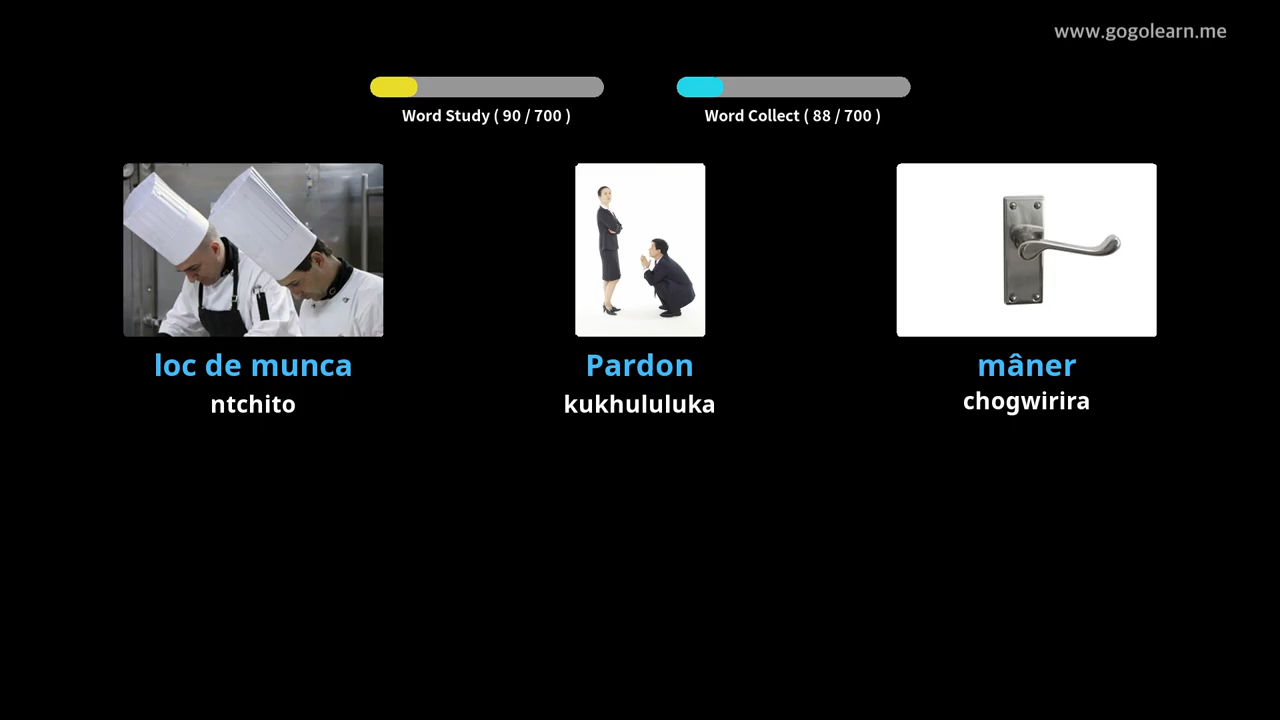 www.gogolearn.me
Word Study ( 90 / 700 )
Word Collect ( 88 / 700 )
loc de munca
ntchito
Pardon
kukhululuka
mâner
chogwirira